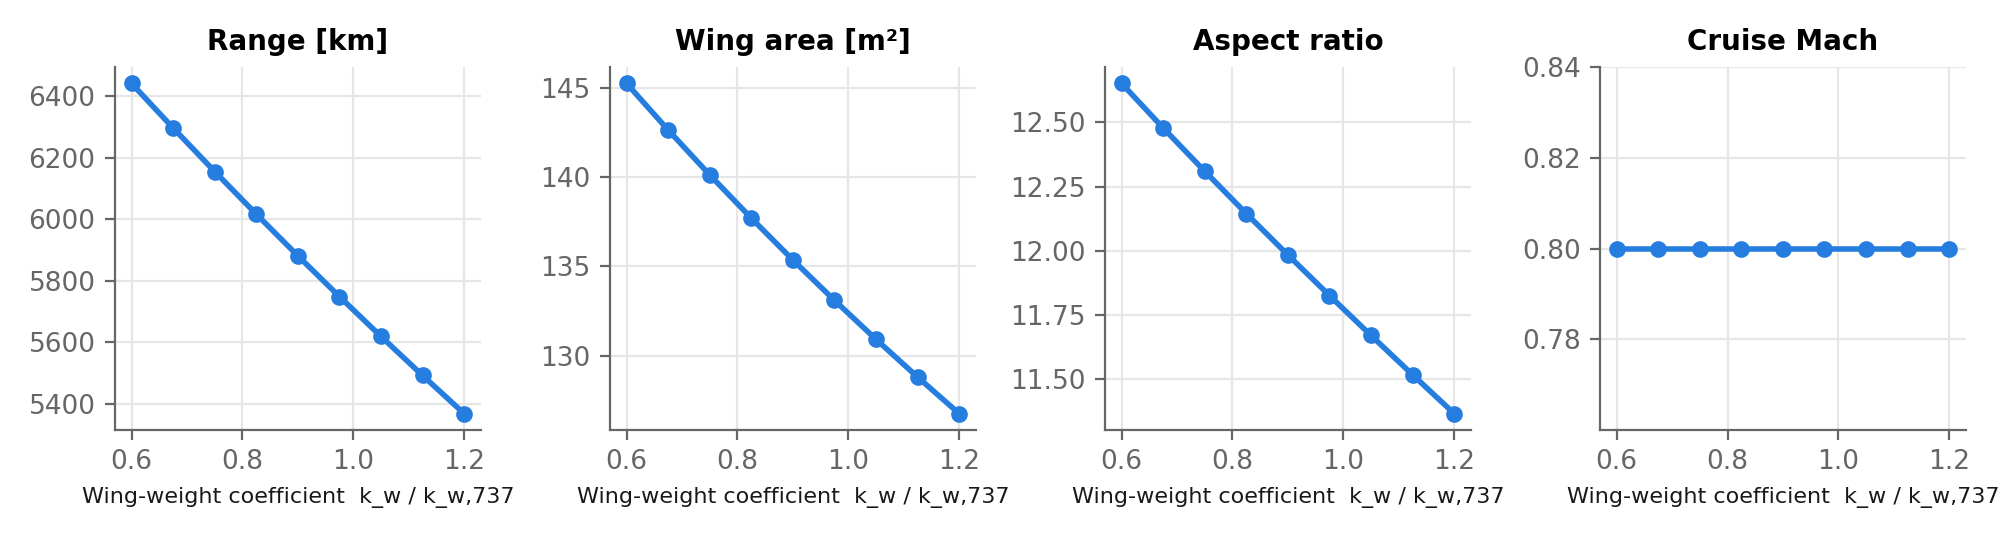 Range [km]
6400
6200
6000
5800
5600
5400
0.6 0.8 1.0 1.2
Wing-weight coefficient k_w / k_w,737
Wing area [m²]
145
140
135
130
0.6 0.8 1.0 1.2
Wing-weight coefficient k_w / k_w,737
Aspect ratio
12.50
12.25
12.00
11.75
11.50
0.6 0.8 1.0 1.2
Wing-weight coefficient k_w / k_w,737
Cruise Mach
0.84
0.82
0.80
0.78
0.6 0.8 1.0 1.2
Wing-weight coefficient k_w / k_w,737